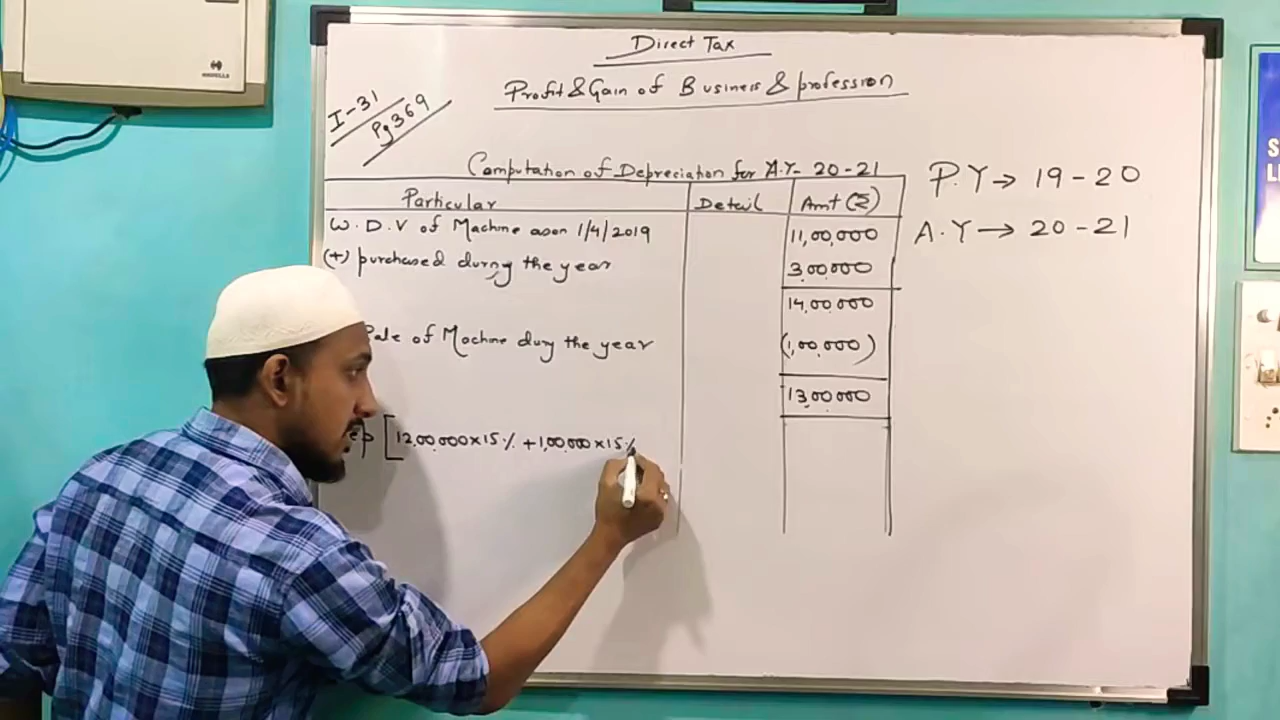 HAVELLS
Direct Tax
Profit & Gain of Business & profession
I-31
Pg 369
Computation of Depreciation for A.Y- 20-21
P.Y → 19-20
A.Y → 20-21
Particular Detail Amt (₹)
W.D.V of Machine as on 1/4/2019 11,00,000
(+) purchased during the year 3,00,000
14,00,000
Sale of Machine during the year (1,00,000)
13,00,000
ep [12,00,000×15% + 1,00,000×15%
S